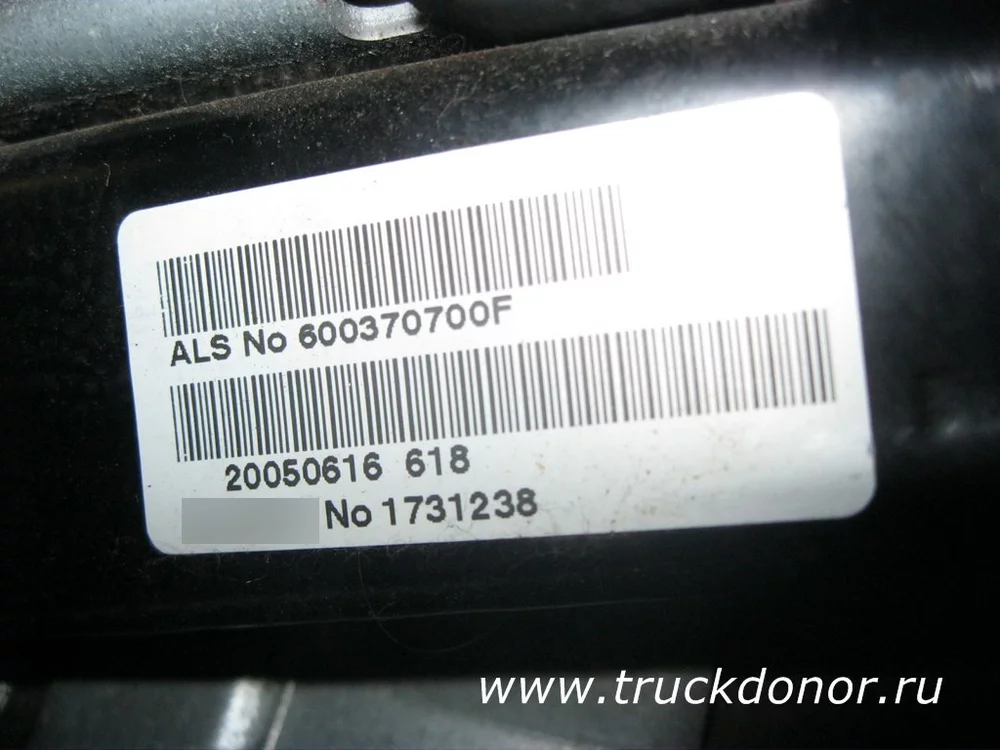 ALS No 600370700F
20050616 618
No 1731238
www.truckdonor.ru